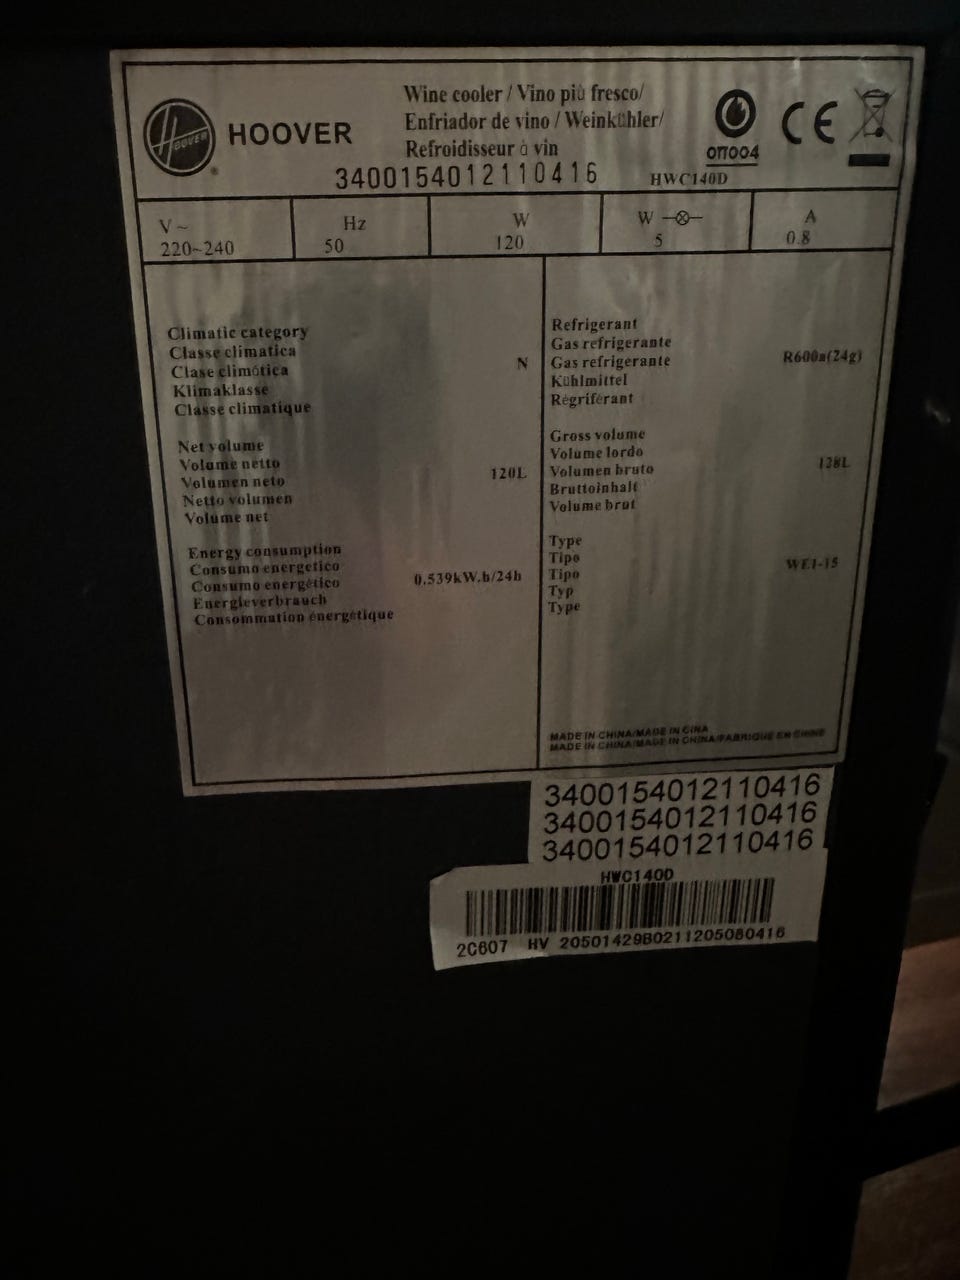 HOOVER
HOOVER
Wine cooler / Vino più fresco/
Enfriador de vino / Weinkühler/
Refroidisseur à vin
3400154012110416
HWC140D
ОП004
CE
V~
220~240
Hz
50
W
120
W
5
A
0.8
Climatic category
Classe climatica
Clase climática
Klimaklasse
Classe climatique
N
Net volume
Volume netto
Volumen neto
Netto volumen
Volume net
120L
Energy consumption
Consumo energetico
Consumo energético
Energieverbrauch
Consommation énergétique
0.539kW.h/24h
Refrigerant
Gas refrigerante
Gas refrigerante
Kühlmittel
Régriférant
R600a(24g)
Gross volume
Volume lordo
Volumen bruto
Bruttoinhalt
Volume brut
128L
Type
Tipo
Tipo
Typ
Type
MADE IN CHINA/MADE IN CINA
MADE IN CHINA/MADE IN CHINA/FABRIQUE EN CHINE
3400154012110416
3400154012110416
3400154012110416
HWC140D
2C607 HV 20501429B0211205080416